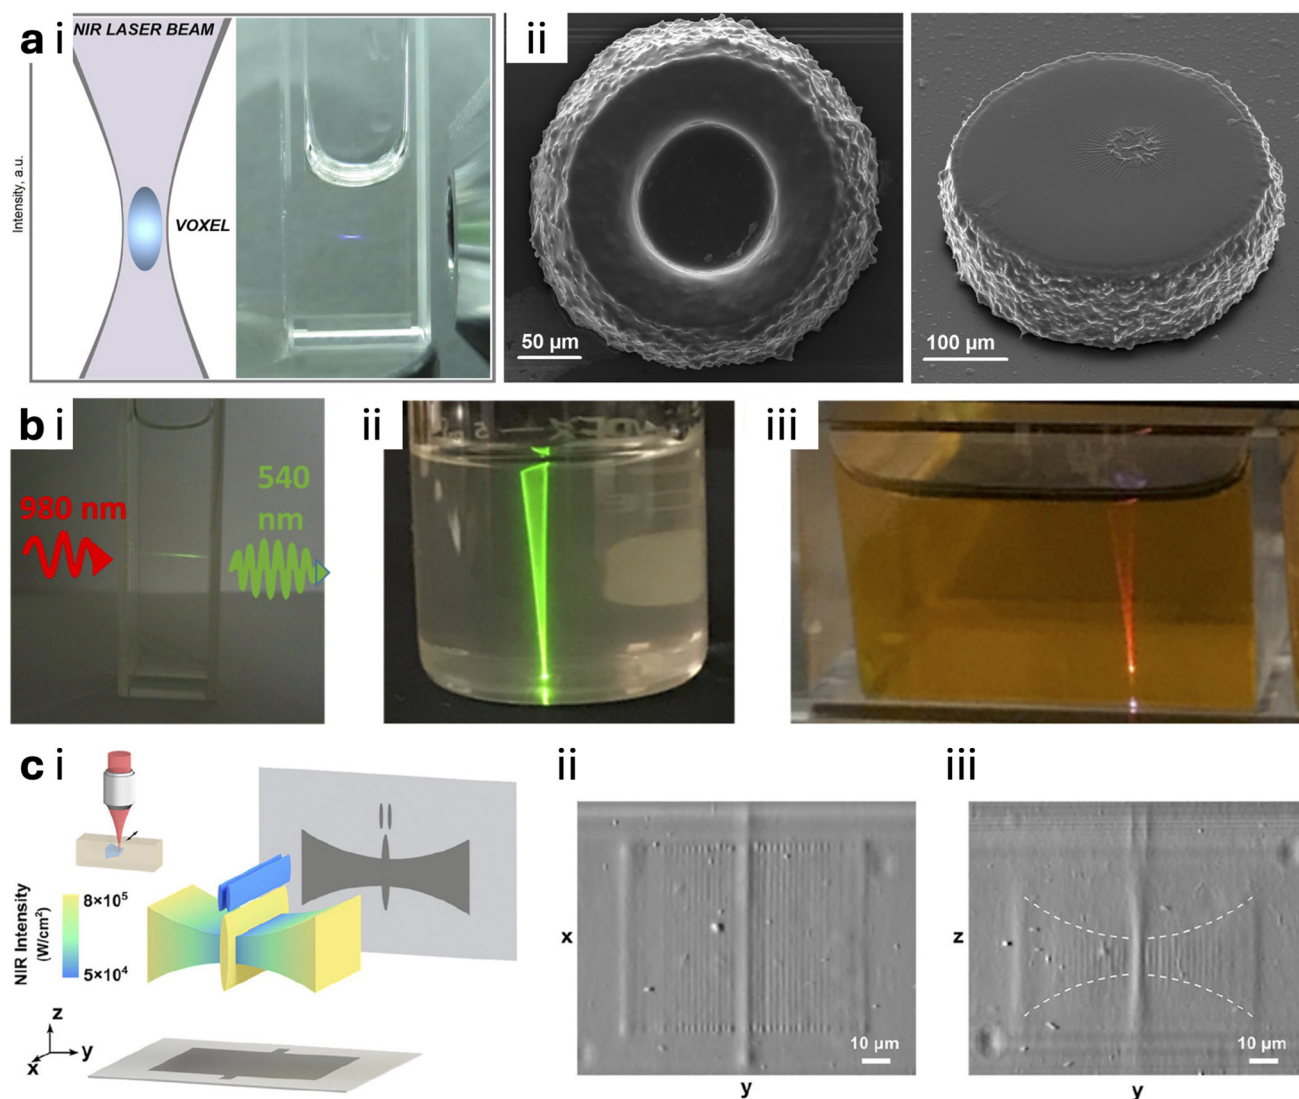 a i
NIR LASER BEAM
Intensity, a.u.
VOXEL
ii
50 µm
100 µm
b i
980 nm
540
nm
ii
iii
c i
NIR Intensity
(W/cm²)
8×10⁵
5×10⁴
z
y
x
ii
x
10 µm
y
iii
z
10 µm
y